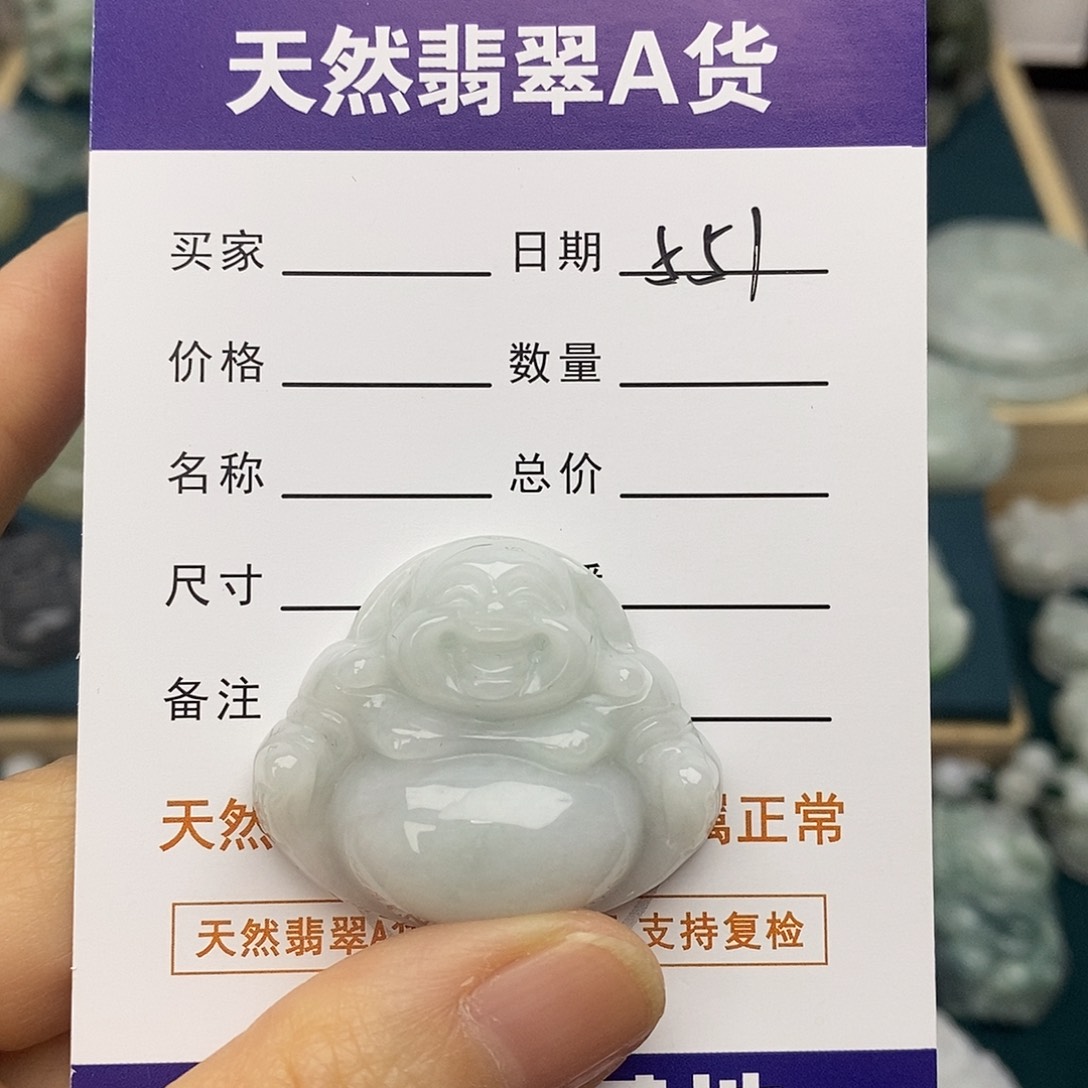 天然翡翠A货
买家 日期 551
价格 数量
名称 总价
尺寸
备注
天然 正常
天然翡翠A 支持复检